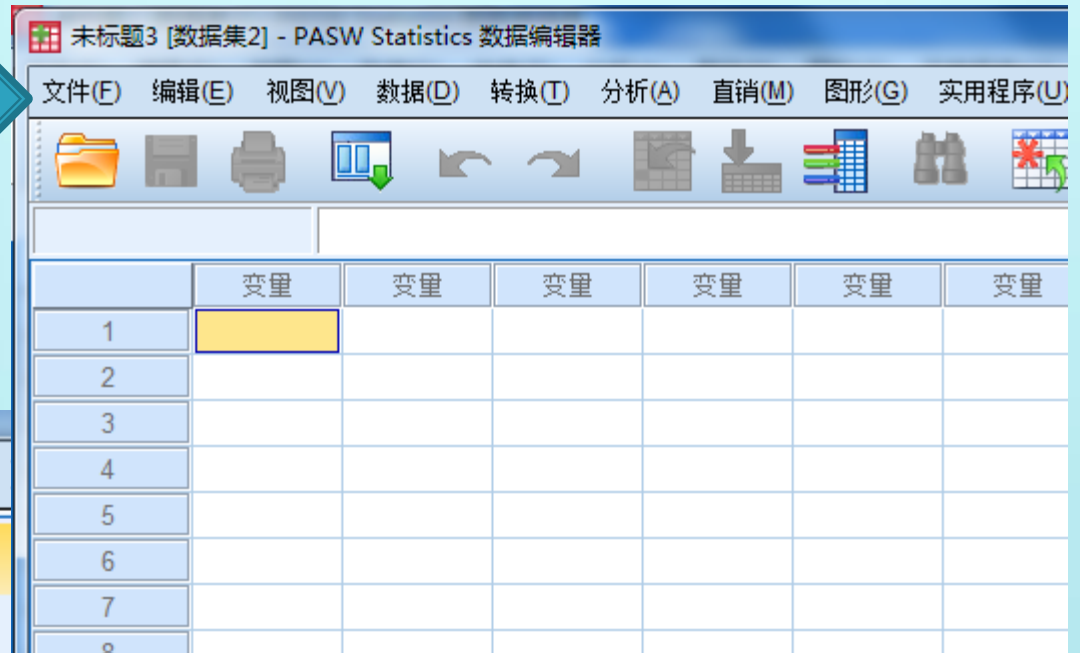 未标题3 [数据集2] - PASW Statistics 数据编辑器
文件(F) 编辑(E) 视图(V) 数据(D) 转换(T) 分析(A) 直销(M) 图形(G) 实用程序(U)
变量 变量 变量 变量 变量 变量
1
2
3
4
5
6
7
8